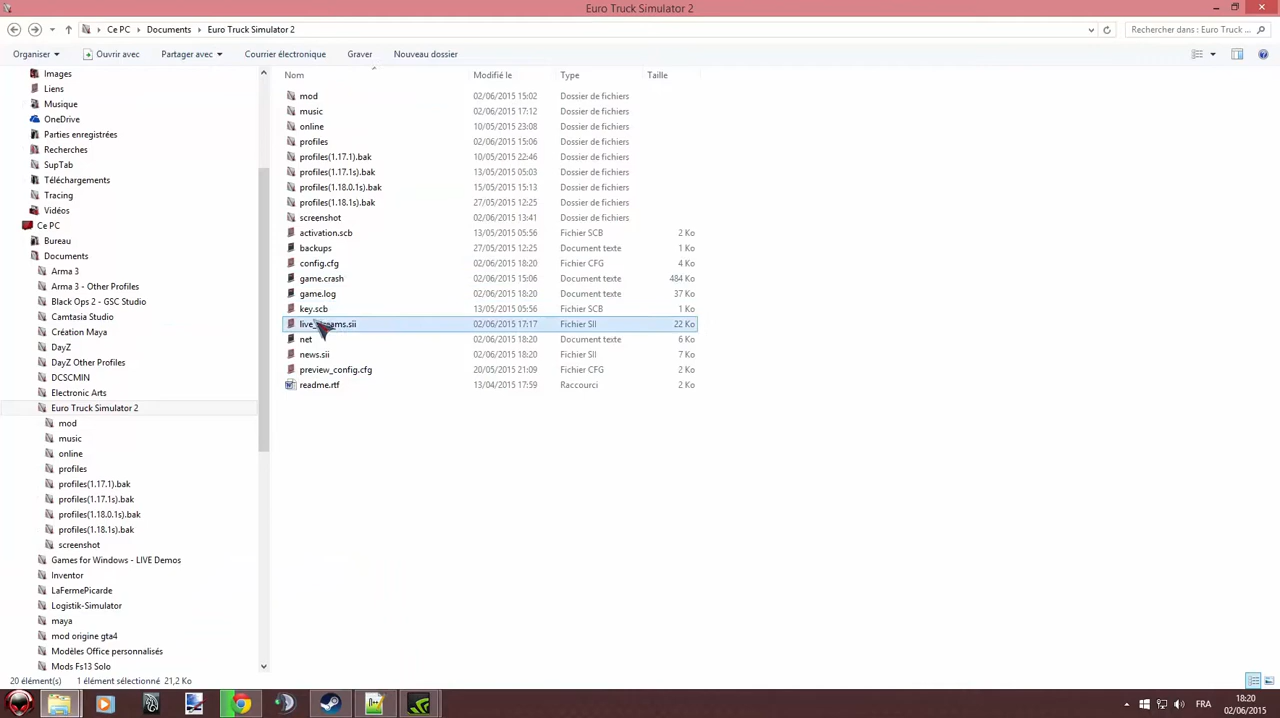 Euro Truck Simulator 2
Ce PC Documents Euro Truck Simulator 2 Rechercher dans : Euro Truck ...
Organiser Ouvrir avec Partager avec Courrier électronique Graver Nouveau dossier
Nom Modifié le Type Taille
Images
Liens
Musique
OneDrive
Parties enregistrées
Recherches
SupTab
Téléchargements
Tracing
Vidéos
Ce PC
Bureau
Documents
Arma 3
Arma 3 - Other Profiles
Black Ops 2 - GSC Studio
Camtasia Studio
Création Maya
DayZ
DayZ Other Profiles
DCSCMIN
Electronic Arts
Euro Truck Simulator 2
mod
music
online
profiles
profiles(1.17.1).bak
profiles(1.17.1s).bak
profiles(1.18.0.1s).bak
profiles(1.18.1s).bak
screenshot
Games for Windows - LIVE Demos
Inventor
LaFermePicarde
Logistik-Simulator
maya
mod origine gta4
Modèles Office personnalisés
Mods Fs13 Solo
mod 02/06/2015 15:02 Dossier de fichiers
music 02/06/2015 17:12 Dossier de fichiers
online 10/05/2015 23:08 Dossier de fichiers
profiles 02/06/2015 15:06 Dossier de fichiers
profiles(1.17.1).bak 10/05/2015 22:46 Dossier de fichiers
profiles(1.17.1s).bak 13/05/2015 05:03 Dossier de fichiers
profiles(1.18.0.1s).bak 15/05/2015 15:13 Dossier de fichiers
profiles(1.18.1s).bak 27/05/2015 12:25 Dossier de fichiers
screenshot 02/06/2015 13:41 Dossier de fichiers
activation.scb 13/05/2015 05:56 Fichier SCB 2 Ko
backups 27/05/2015 12:25 Document texte 1 Ko
config.cfg 02/06/2015 18:20 Fichier CFG 4 Ko
game.crash 02/06/2015 15:06 Document texte 484 Ko
game.log 02/06/2015 18:20 Document texte 37 Ko
key.scb 13/05/2015 05:56 Fichier SCB 1 Ko
live_streams.sii 02/06/2015 17:17 Fichier SII 22 Ko
net 02/06/2015 18:20 Document texte 6 Ko
news.sii 02/06/2015 18:20 Fichier SII 7 Ko
preview_config.cfg 20/05/2015 21:09 Fichier CFG 2 Ko
readme.rtf 13/04/2015 17:59 Raccourci 2 Ko
20 élément(s) 1 élément sélectionné 21,2 Ko
FRA 18:20
02/06/2015